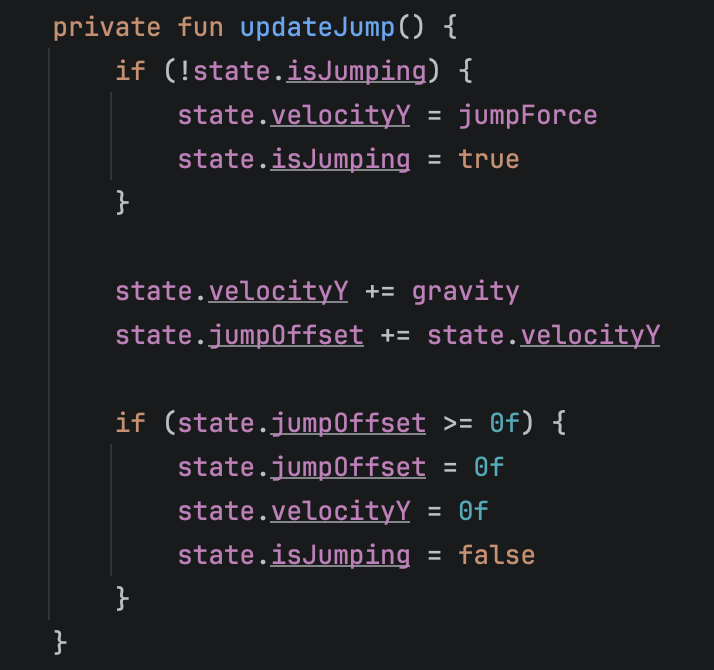 private fun updateJump() {
    if (!state.isJumping) {
        state.velocityY = jumpForce
        state.isJumping = true
    }

    state.velocityY += gravity
    state.jumpOffset += state.velocityY

    if (state.jumpOffset >= 0f) {
        state.jumpOffset = 0f
        state.velocityY = 0f
        state.isJumping = false
    }
}